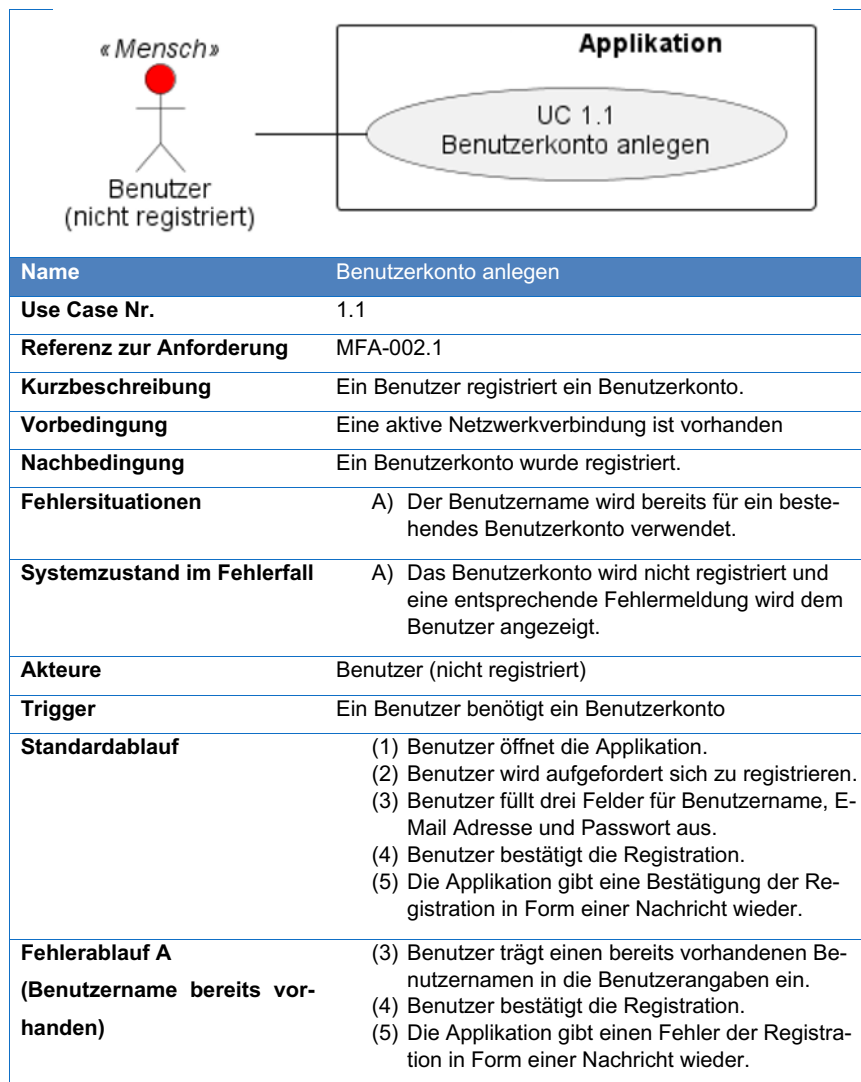 «Mensch»
Applikation
UC 1.1
Benutzerkonto anlegen
Benutzer
(nicht registriert)
Name Benutzerkonto anlegen
Use Case Nr. 1.1
Referenz zur Anforderung MFA-002.1
Kurzbeschreibung Ein Benutzer registriert ein Benutzerkonto.
Vorbedingung Eine aktive Netzwerkverbindung ist vorhanden
Nachbedingung Ein Benutzerkonto wurde registriert.
Fehlersituationen A) Der Benutzername wird bereits für ein beste-
hendes Benutzerkonto verwendet.
Systemzustand im Fehlerfall A) Das Benutzerkonto wird nicht registriert und
eine entsprechende Fehlermeldung wird dem
Benutzer angezeigt.
Akteure Benutzer (nicht registriert)
Trigger Ein Benutzer benötigt ein Benutzerkonto
Standardablauf (1) Benutzer öffnet die Applikation.
(2) Benutzer wird aufgefordert sich zu registrieren.
(3) Benutzer füllt drei Felder für Benutzername, E-
Mail Adresse und Passwort aus.
(4) Benutzer bestätigt die Registration.
(5) Die Applikation gibt eine Bestätigung der Re-
gistration in Form einer Nachricht wieder.
Fehlerablauf A (3) Benutzer trägt einen bereits vorhandenen Be-
(Benutzername bereits vor- nutzernamen in die Benutzerangaben ein.
handen) (4) Benutzer bestätigt die Registration.
(5) Die Applikation gibt einen Fehler der Registra-
tion in Form einer Nachricht wieder.